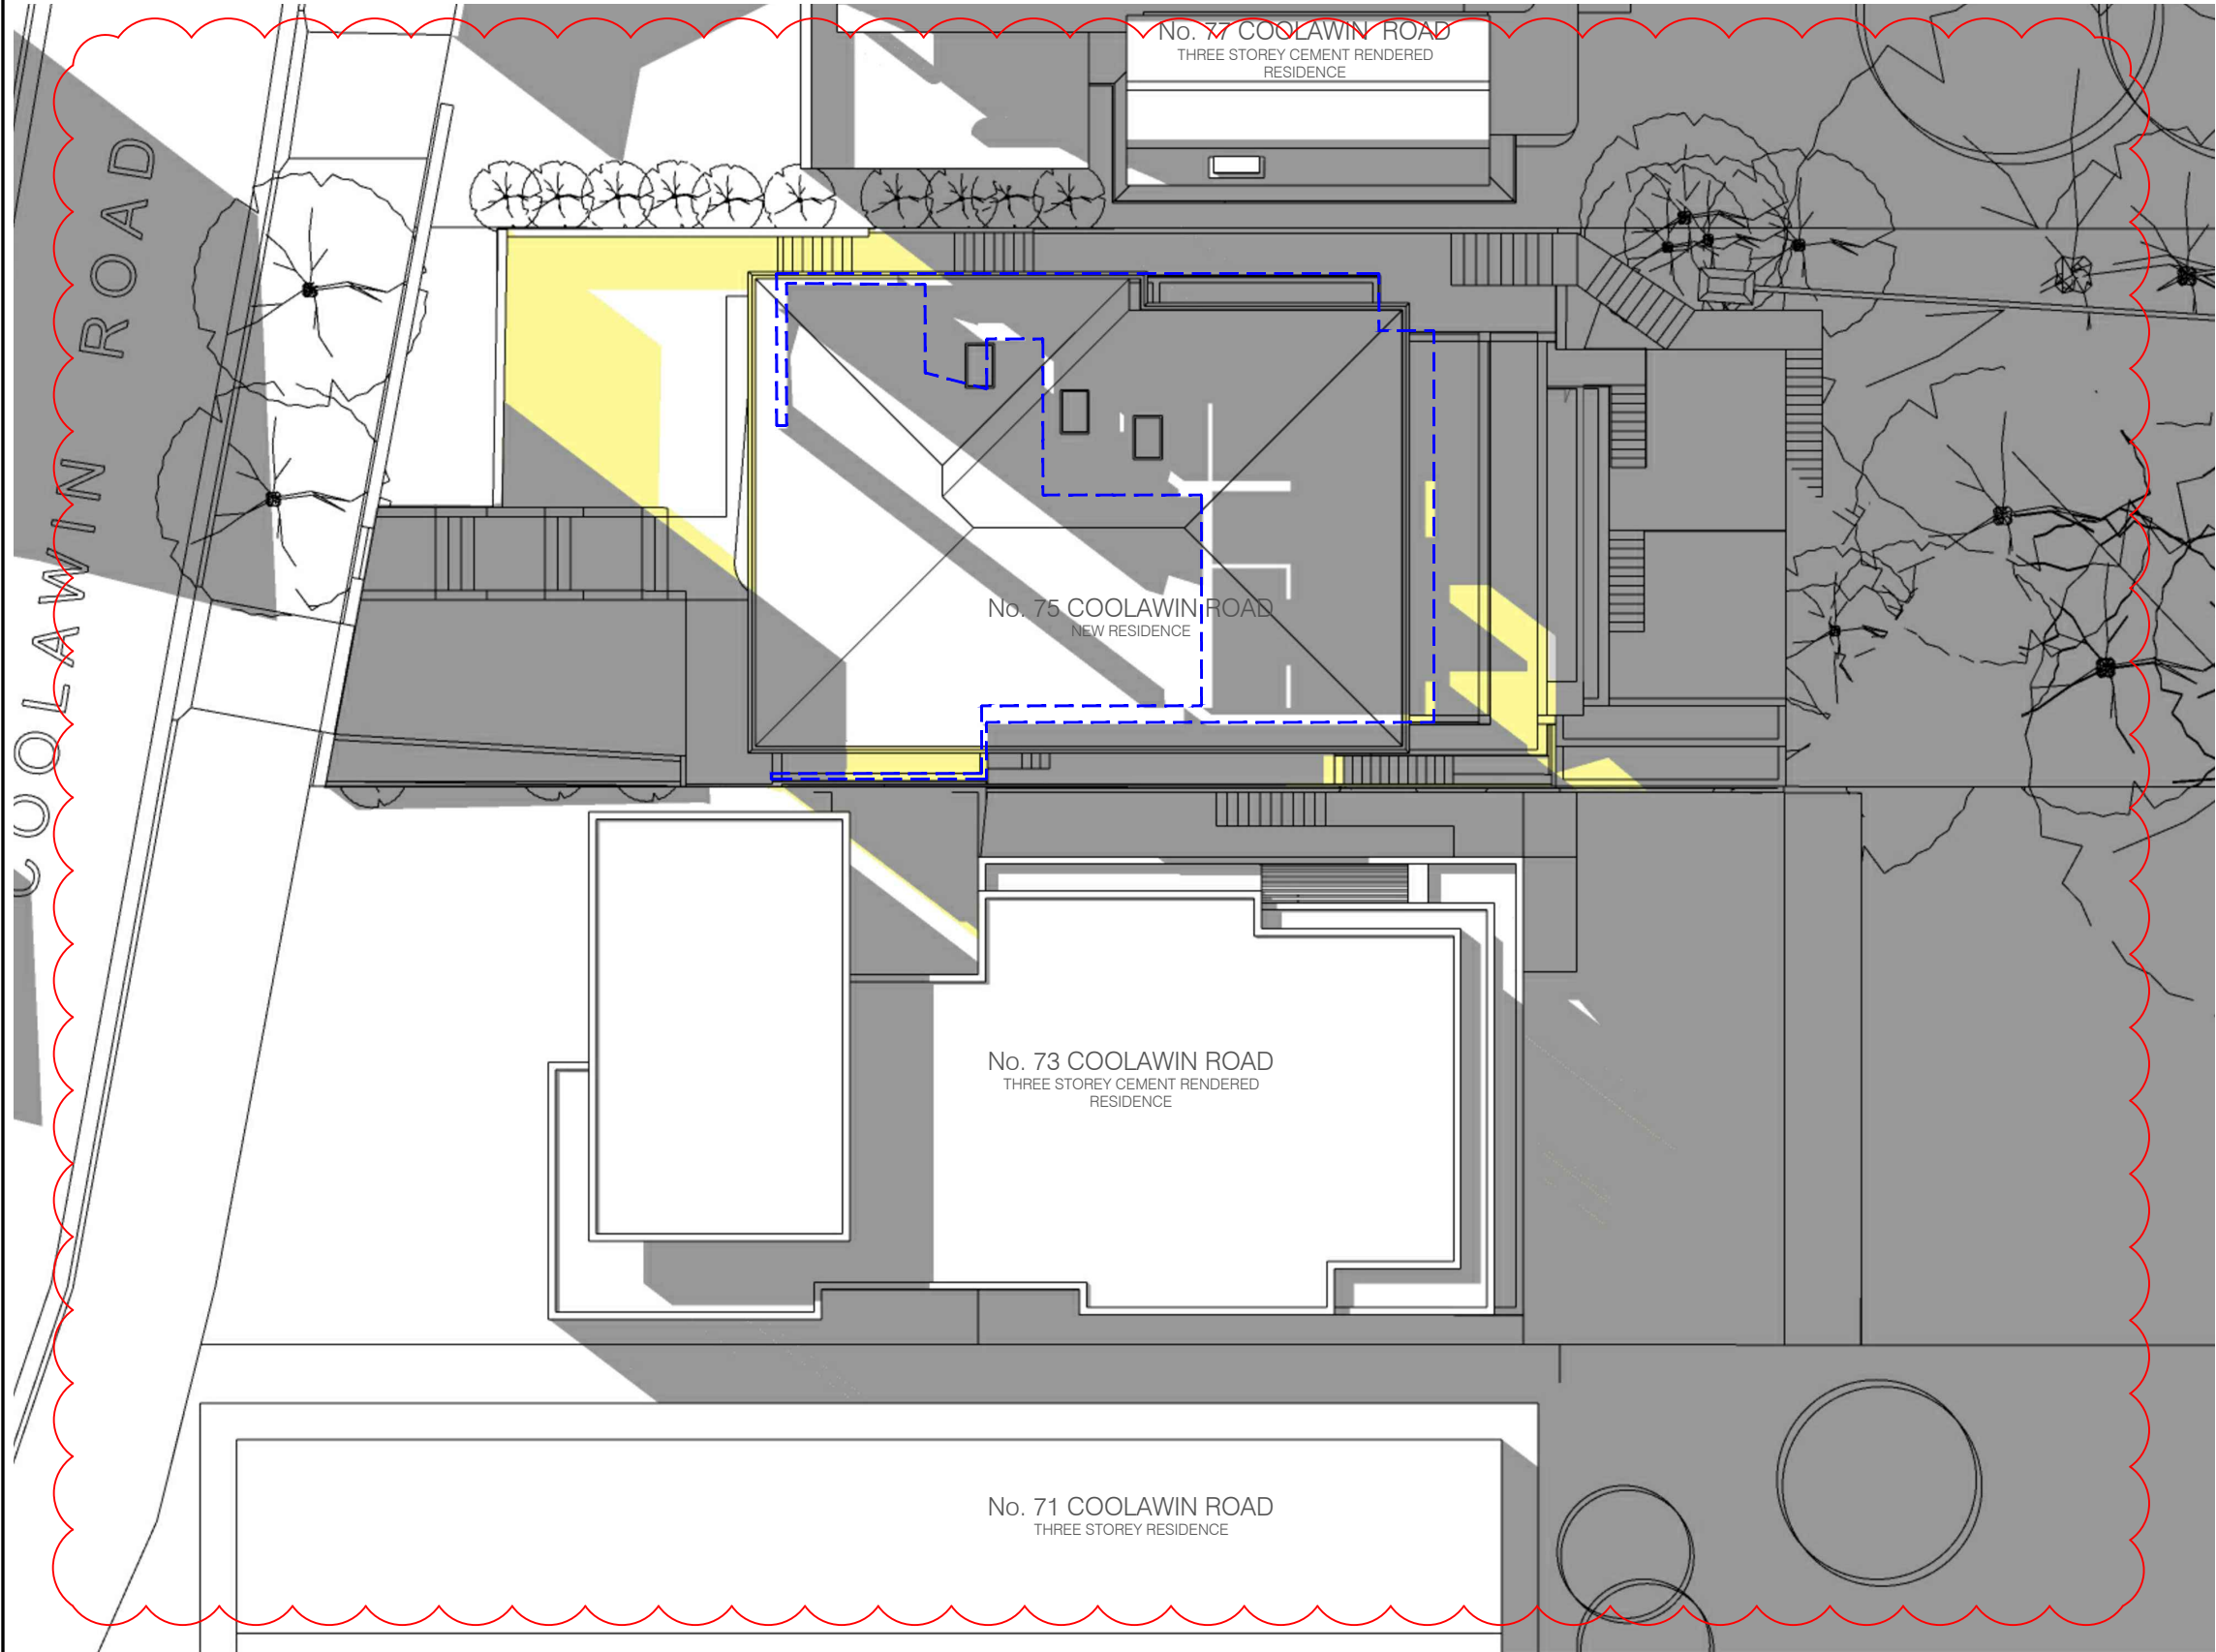 No. 77 COOLAWIN ROAD
THREE STOREY CEMENT RENDERED
RESIDENCE
COOLAWIN ROAD
No. 75 COOLAWIN ROAD
NEW RESIDENCE
No. 73 COOLAWIN ROAD
THREE STOREY CEMENT RENDERED
RESIDENCE
No. 71 COOLAWIN ROAD
THREE STOREY RESIDENCE